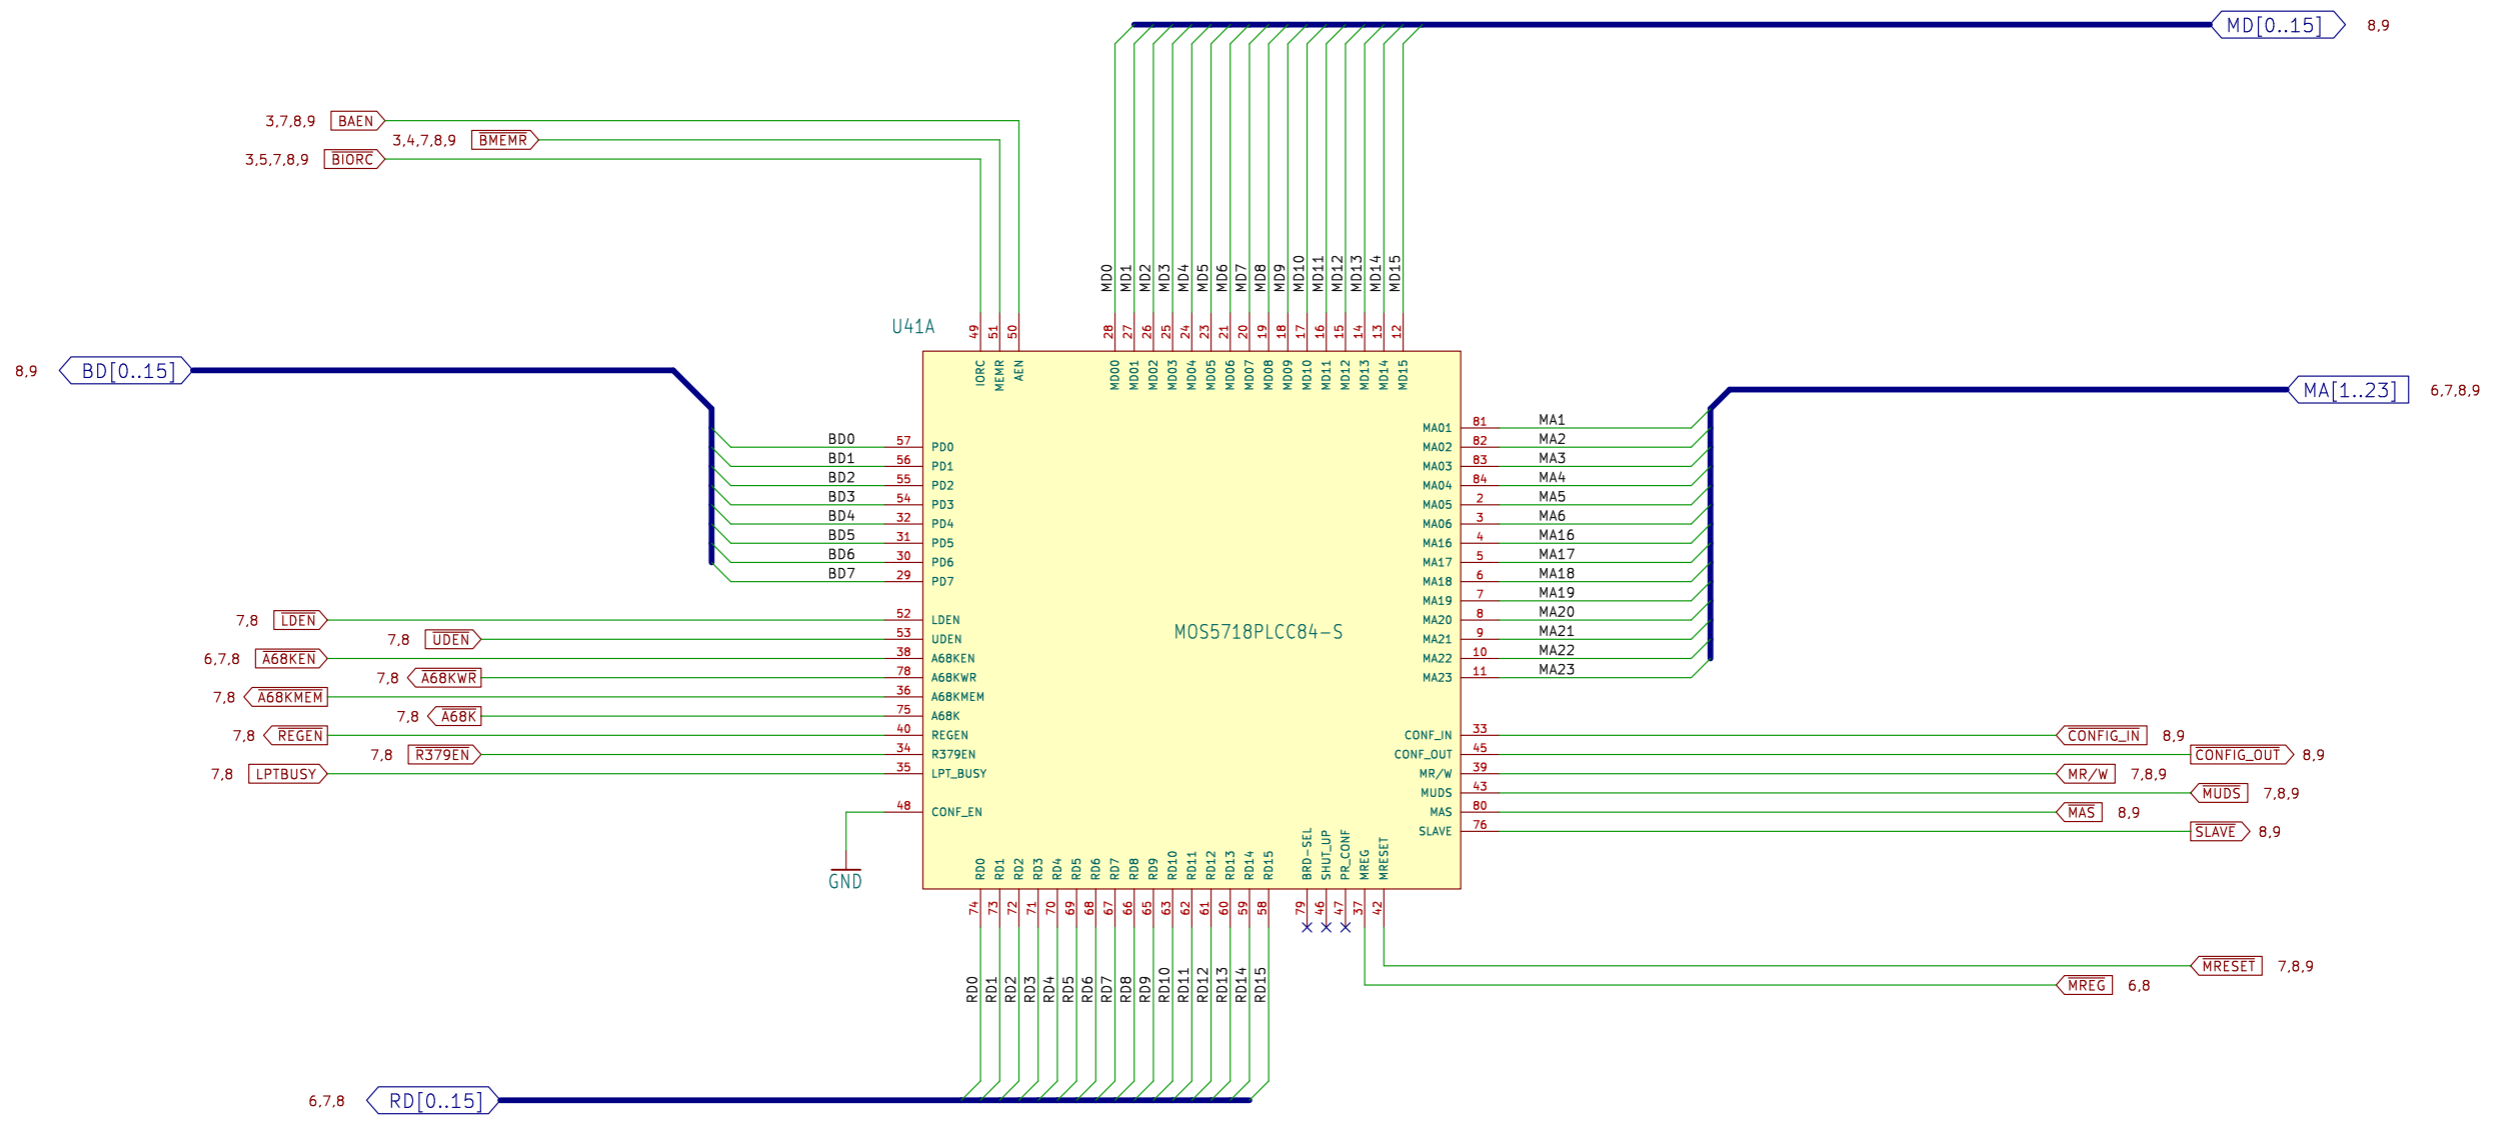 MD[0..15] 8,9
3,7,8,9 BAEN
3,4,7,8,9 BMEMR
3,5,7,8,9 BIORC
MD0 MD1 MD2 MD3 MD4 MD5 MD6 MD7 MD8 MD9 MD10 MD11 MD12 MD13 MD14 MD15
U41A
49 51 50 28 27 26 25 24 23 21 20 19 18 17 16 15 14 13 12
IORC MEMR AEN MD00 MD01 MD02 MD03 MD04 MD05 MD06 MD07 MD08 MD09 MD10 MD11 MD12 MD13 MD14 MD15
8,9 BD[0..15]
MA[1..23] 6,7,8,9
MA01 81 MA1
BD0 57 PD0 MA02 82 MA2
BD1 56 PD1 MA03 83 MA3
BD2 55 PD2 MA04 84 MA4
BD3 54 PD3 MA05 2 MA5
BD4 32 PD4 MA06 3 MA6
BD5 31 PD5 MA16 4 MA16
BD6 30 PD6 MA17 5 MA17
BD7 29 PD7 MA18 6 MA18
MA19 7 MA19
7,8 LDEN 52 LDEN MA20 8 MA20
7,8 UDEN 53 UDEN MOS5718PLCC84-S MA21 9 MA21
6,7,8 A68KEN 38 A68KEN MA22 10 MA22
7,8 A68KWR 78 A68KWR MA23 11 MA23
7,8 A68KMEM 36 A68KMEM
7,8 A68K 75 A68K
7,8 REGEN 40 REGEN CONF_IN 33 CONFIG_IN 8,9
7,8 R379EN 34 R379EN CONF_OUT 45 CONFIG_OUT 8,9
7,8 LPTBUSY 35 LPT_BUSY MR/W 39 MR/W 7,8,9
MUDS 43 MUDS 7,8,9
48 CONF_EN MAS 80 MAS 8,9
SLAVE 76 SLAVE 8,9
GND
RD0 RD1 RD2 RD3 RD4 RD5 RD6 RD7 RD8 RD9 RD10 RD11 RD12 RD13 RD14 RD15 BRD-SEL SHUT_UP PR_CONF MREG MRESET
74 73 72 71 70 69 68 67 66 65 63 62 61 60 59 58 79 46 47 37 42
MRESET 7,8,9
MREG 6,8
RD0 RD1 RD2 RD3 RD4 RD5 RD6 RD7 RD8 RD9 RD10 RD11 RD12 RD13 RD14 RD15
6,7,8 RD[0..15]